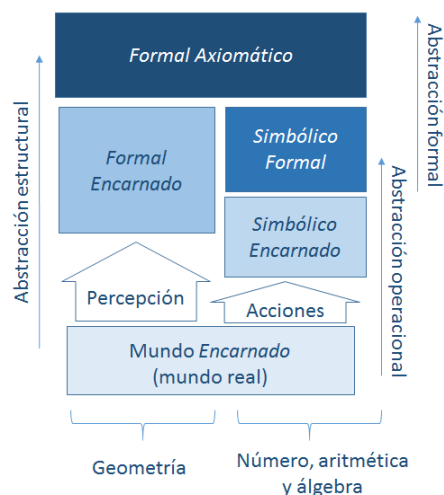 Formal Axiomático
Formal
Encarnado
Simbólico
Formal
Simbólico
Encarnado
Percepción
Acciones
Mundo Encarnado
(mundo real)
Geometría
Número, aritmética
y álgebra
Abstracción estructural
Abstracción operacional
Abstracción formal